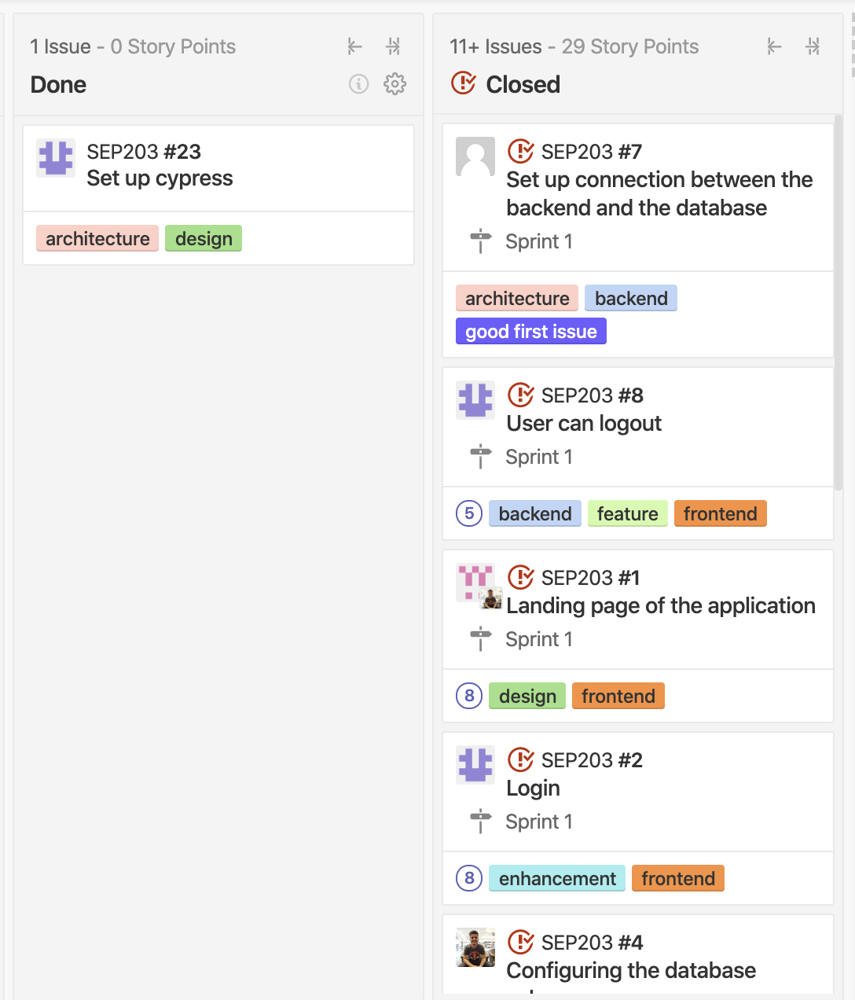 1 Issue - 0 Story Points
Done
SEP203 #23
Set up cypress
architecture design
11+ Issues - 29 Story Points
Closed
SEP203 #7
Set up connection between the
backend and the database
Sprint 1
architecture backend
good first issue
SEP203 #8
User can logout
Sprint 1
5 backend feature frontend
SEP203 #1
Landing page of the application
Sprint 1
8 design frontend
SEP203 #2
Login
Sprint 1
8 enhancement frontend
SEP203 #4
Configuring the database